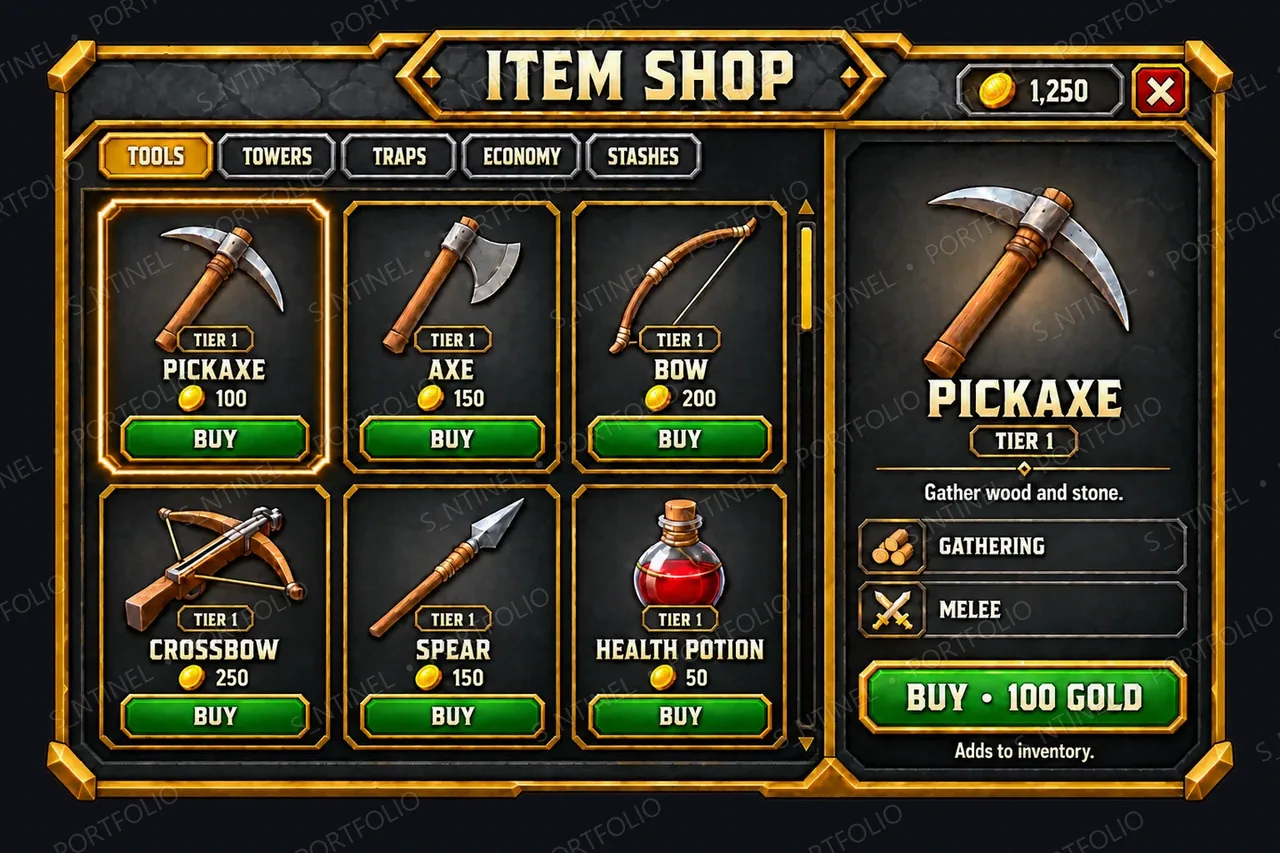 ITEM SHOP
1,250
TOOLS
TOWERS
TRAPS
ECONOMY
STASHES
TIER 1
PICKAXE
100
BUY
TIER 1
AXE
150
BUY
TIER 1
BOW
200
BUY
TIER 1
CROSSBOW
250
BUY
TIER 1
SPEAR
150
BUY
TIER 1
HEALTH POTION
50
BUY
PICKAXE
TIER 1
Gather wood and stone.
GATHERING
MELEE
BUY • 100 GOLD
Adds to inventory.
S_NTINEL • PORTFOLIO